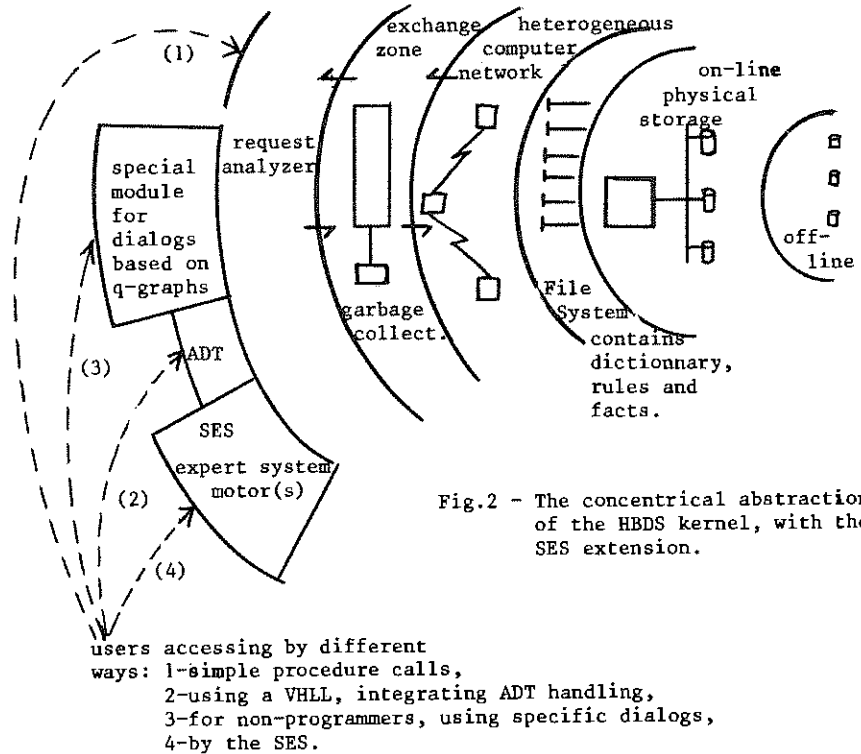 (1)
exchange
zone
heterogeneous
computer
network
on-line
physical
storage
request
analyzer
special
module
for
dialogs
based on
q-graphs
off-
line
garbage
collect.
File
System
contains
dictionnary,
rules and
facts.
ADT
(3)
SES
expert system
motor(s)
(2)
(4)
Fig.2 - The concentrical abstraction
of the HBDS kernel, with the
SES extension.
users accessing by different
ways: 1-simple procedure calls,
2-using a VHLL, integrating ADT handling,
3-for non-programmers, using specific dialogs,
4-by the SES.